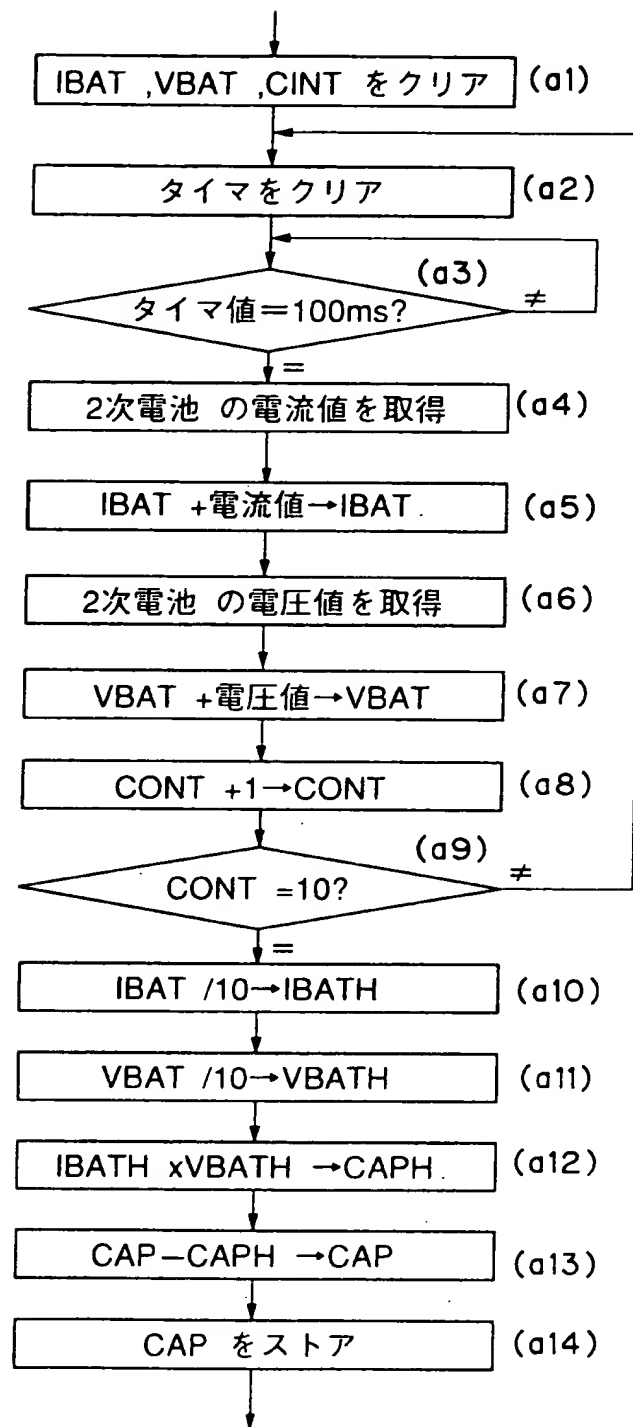 IBAT ,VBAT ,CINT をクリア (a1)
タイマをクリア (a2)
(a3)
タイマ値=100ms? ≠
=
2次電池 の電流値を取得 (a4)
IBAT +電流値→IBAT (a5)
2次電池 の電圧値を取得 (a6)
VBAT +電圧値→VBAT (a7)
CONT +1→CONT (a8)
(a9)
CONT =10? ≠
=
IBAT /10→IBATH (a10)
VBAT /10→VBATH (a11)
IBATH xVBATH →CAPH (a12)
CAP−CAPH →CAP (a13)
CAP をストア (a14)